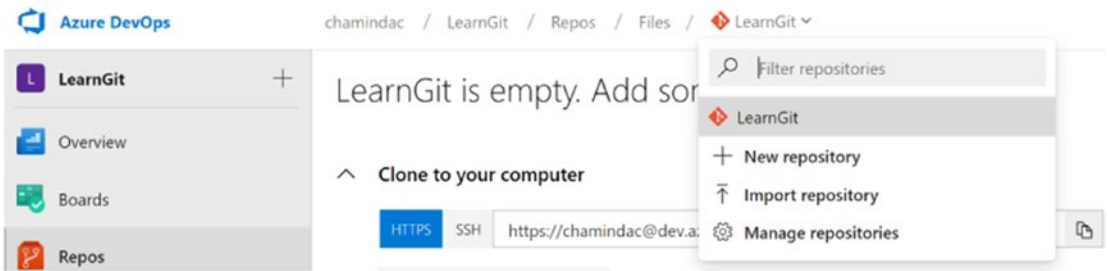 Azure DevOps
chamindac / LearnGit / Repos / Files / LearnGit
L LearnGit
Filter repositories
LearnGit is empty. Add
LearnGit
Overview
New repository
Clone to your computer
Import repository
Boards
HTTPS SSH https://chamindac@dev.a
Manage repositories
Repos